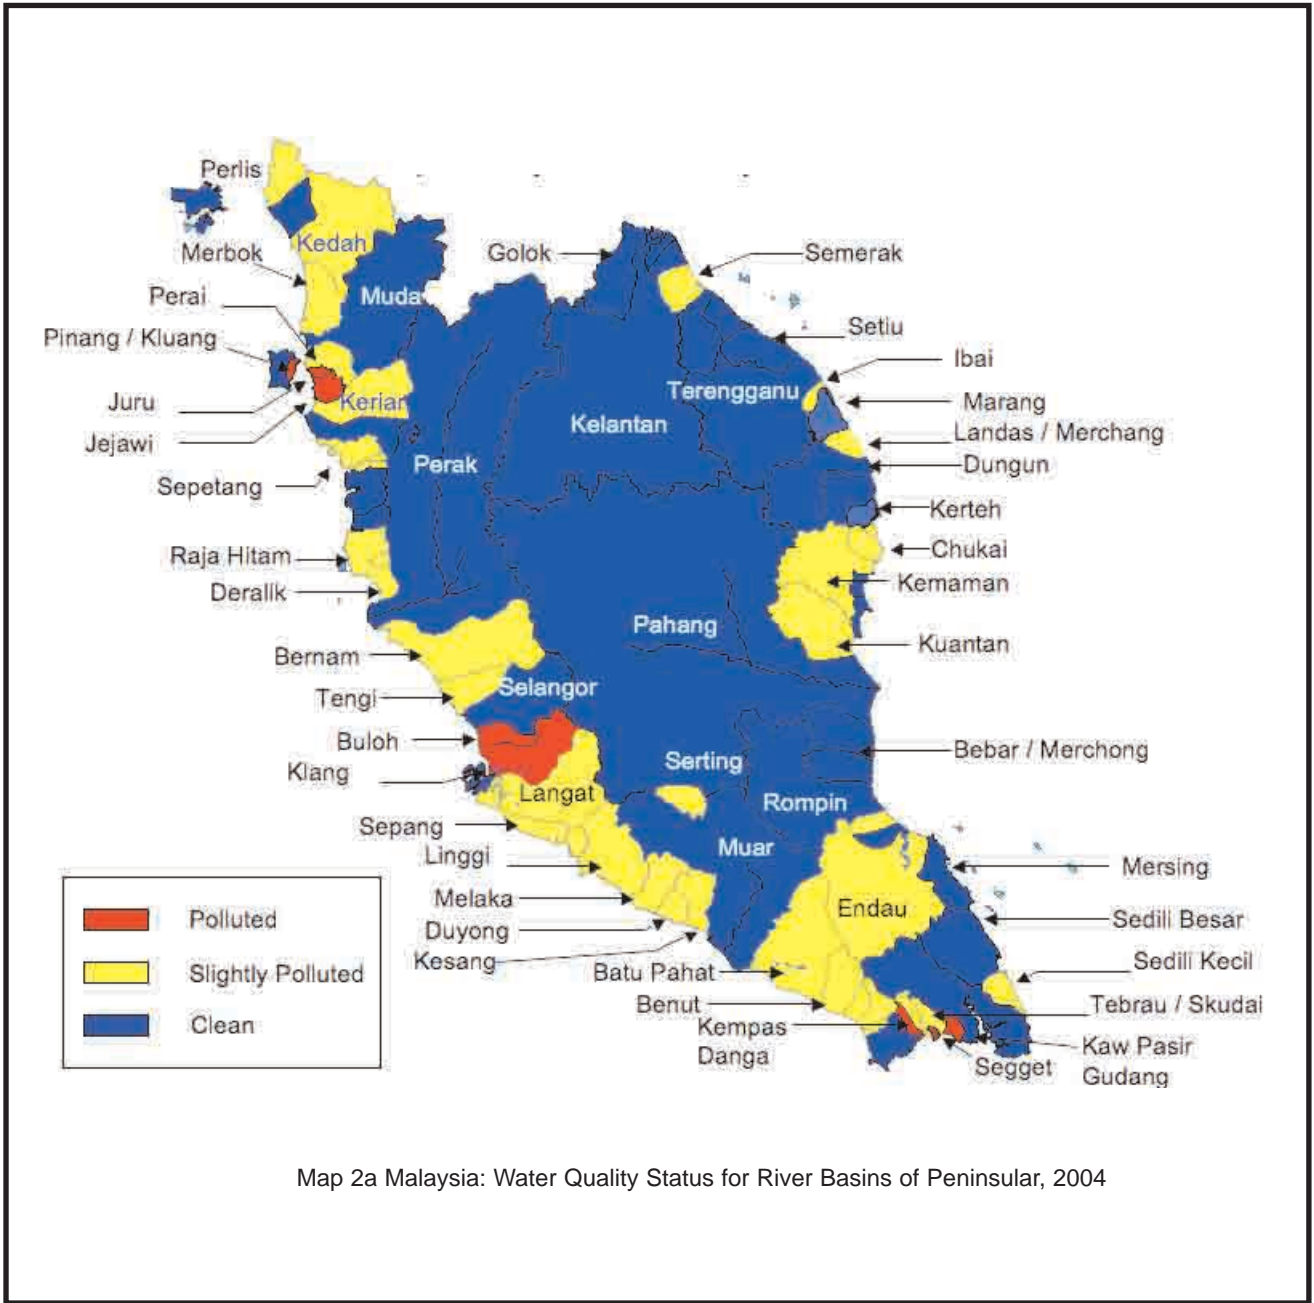 Perlis
Kedah
Merbok
Golok
Semerak
Perai
Muda
Setiu
Pinang / Kluang
Ibai
Terengganu
Juru
Kerian
Marang
Kelantan
Landas / Merchang
Jejawi
Perak
Dungun
Sepetang
Kerteh
Raja Hitam
Chukai
Kemaman
Deralik
Pahang
Kuantan
Bernam
Selangor
Tengi
Buloh
Bebar / Merchong
Serting
Klang
Langat
Rompin
Sepang
Muar
Linggi
Mersing
Melaka
Endau
Polluted
Sedili Besar
Duyong
Kesang
Sedili Kecil
Batu Pahat
Slightly Polluted
Benut
Tebrau / Skudai
Kempas
Danga
Clean
Kaw Pasir
Gudang
Segget
Map 2a Malaysia: Water Quality Status for River Basins of Peninsular, 2004